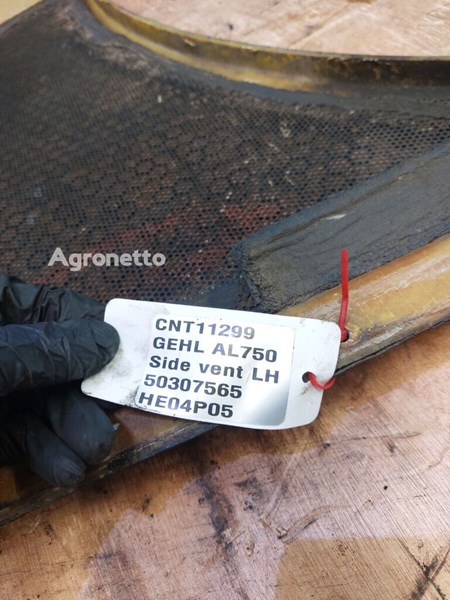 Agronetto
CNT11299
GEHL AL750
Side vent LH
50307565
HE04P05